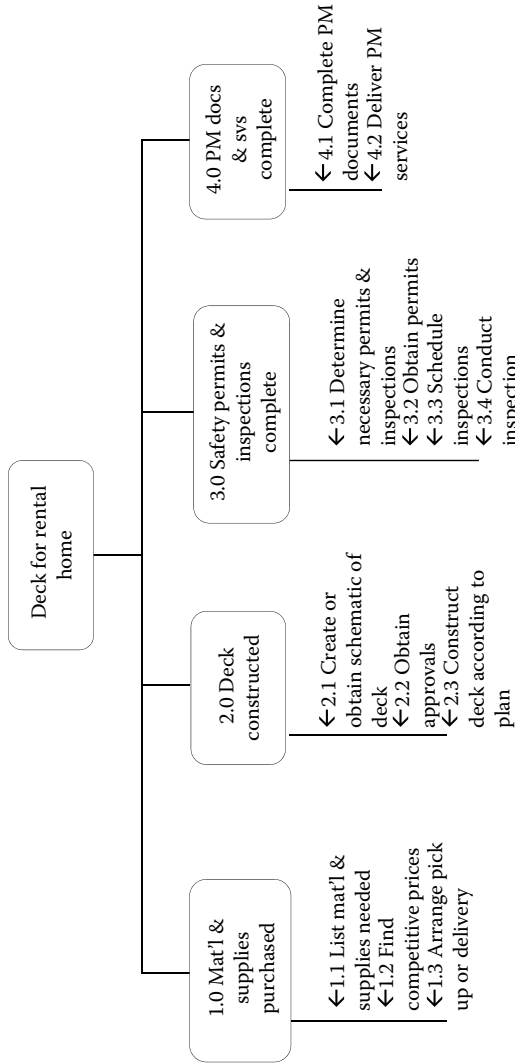 Deck for rental
home
1.0 Mat'l &
supplies
purchased
←1.1 List mat'l &
supplies needed
←1.2 Find
competitive prices
←1.3 Arrange pick
up or delivery
2.0 Deck
constructed
←2.1 Create or
obtain schematic of
deck
←2.2 Obtain
approvals
←2.3 Construct
deck according to
plan
3.0 Safety permits &
inspections
complete
←3.1 Determine
necessary permits &
inspections
←3.2 Obtain permits
←3.3 Schedule
inspections
←3.4 Conduct
inspection
4.0 PM docs
& svs
complete
←4.1 Complete PM
documents
←4.2 Deliver PM
services